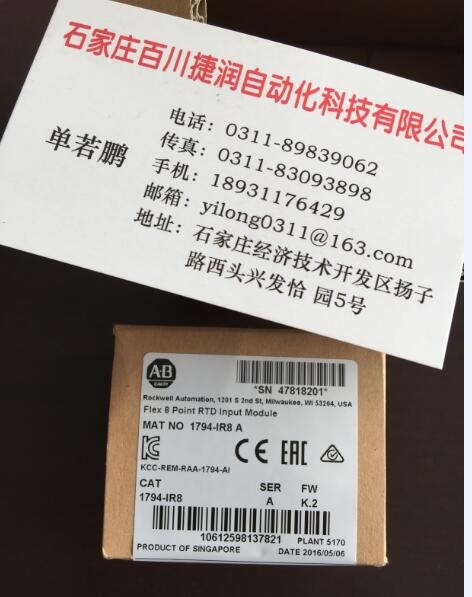 石家庄百川捷润自动化科技有限公司
单若鹏
电话：0311-89839062
传真：0311-83093898
手机：18931176429
邮箱：yilong0311@163.com
地址：石家庄经济技术开发区扬子
路西头兴发恰 园5号
AB
*SN 47818201*
Rockwell Automation, 1201 S 2nd St, Milwaukee, WI 53204, USA
Flex 8 Point RTD Input Module
MAT NO 1794-IR8 A
KCC-REM-RAA-1794-AI
CE EAC
CAT SER FW
1794-IR8 A K.2
10612598137821
PLANT 5170
PRODUCT OF SINGAPORE DATE 2016/05/06